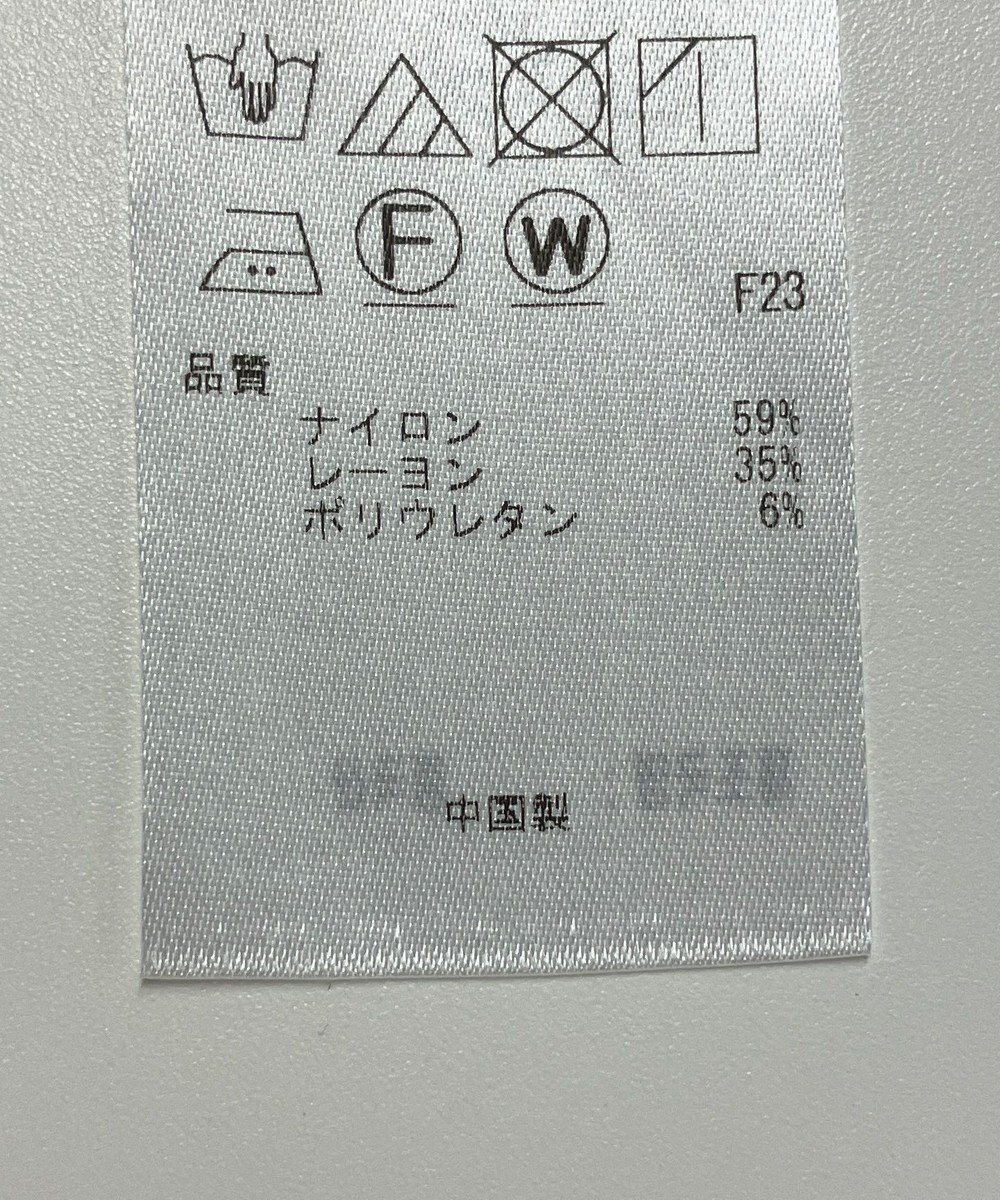 F W
F23
品質
ナイロン 59%
レーヨン 35%
ポリウレタン 6%
中国製